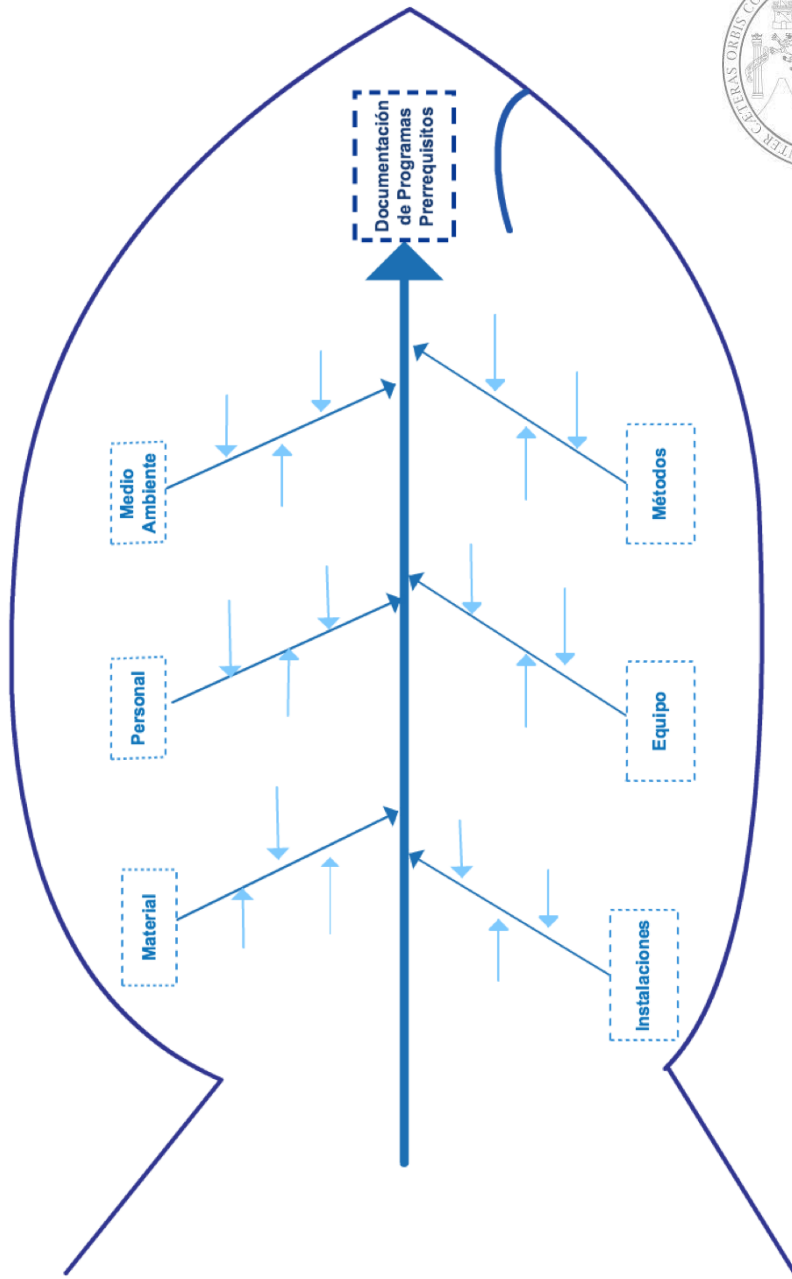 Documentación
de Programas
Prerrequisitos
Medio
Ambiente
Personal
Material
Métodos
Equipo
Instalaciones